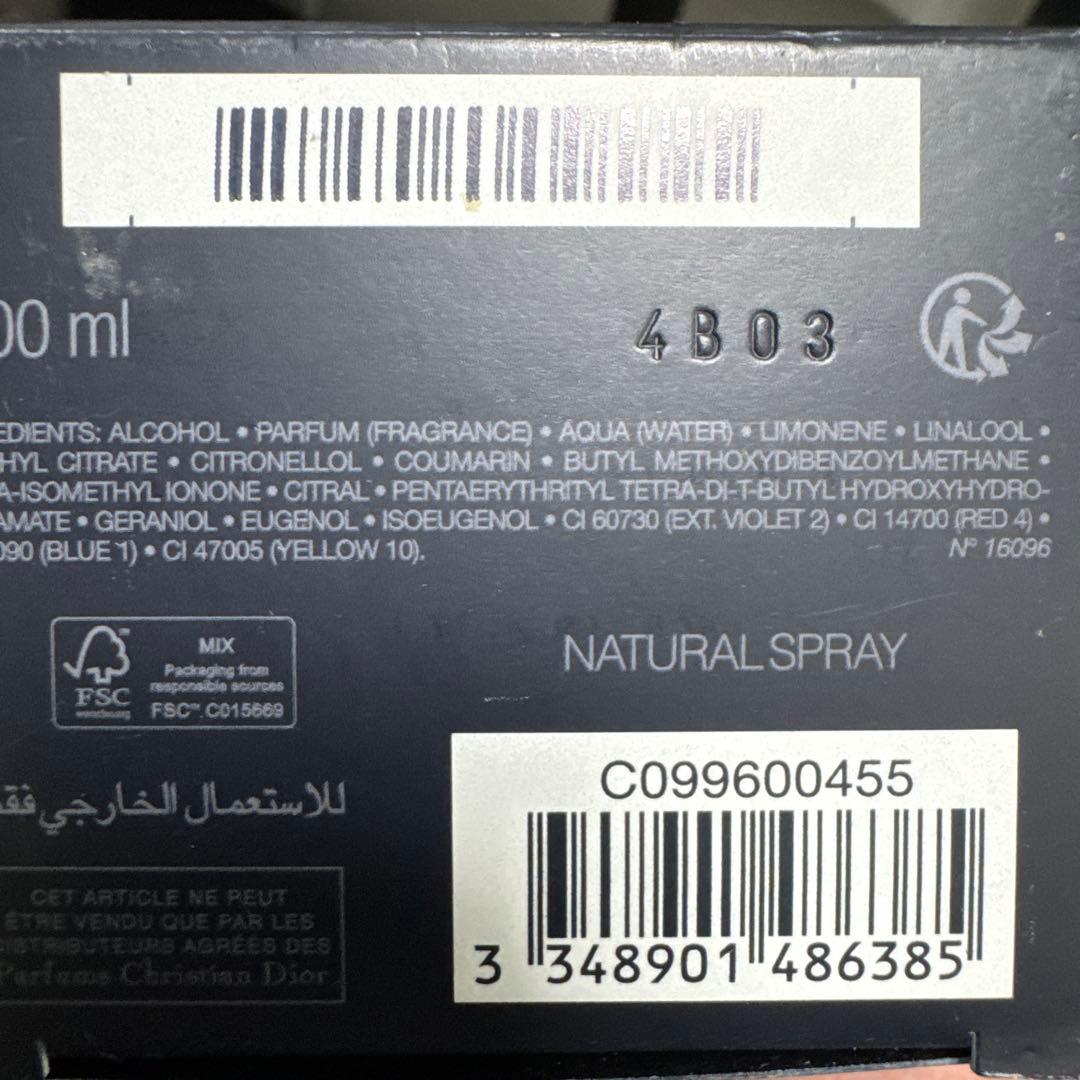 00 ml
4B03
EDIENTS: ALCOHOL • PARFUM (FRAGRANCE) • AQUA (WATER) • LIMONENE • LINALOOL •
HYL CITRATE • CITRONELLOL • COUMARIN • BUTYL METHOXYDIBENZOYLMETHANE •
A-ISOMETHYL IONONE • CITRAL • PENTAERYTHRITYL TETRA-DI-T-BUTYL HYDROXYHYDRO-
AMATE • GERANIOL • EUGENOL • ISOEUGENOL • CI 60730 (EXT. VIOLET 2) • CI 14700 (RED 4) •
090 (BLUE 1) • CI 47005 (YELLOW 10).
N° 16096
MIX
Packaging from
responsible sources
FSC
FSC™ C015669
NATURAL SPRAY
للاستعمال الخارجي فق
C099600455
3 348901 486385
CET ARTICLE NE PEUT
ÊTRE VENDU QUE PAR LES
DISTRIBUTEURS AGRÉÉS DES
Parfums Christian Dior